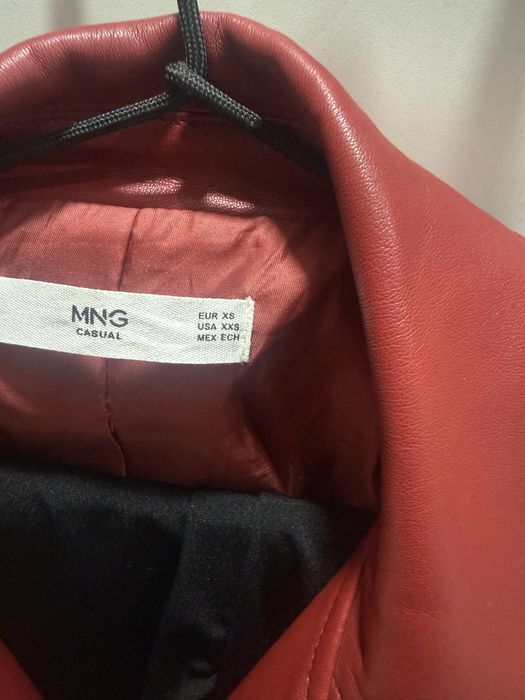 MNG
CASUAL
EUR XS
USA XXS
MEX ECH